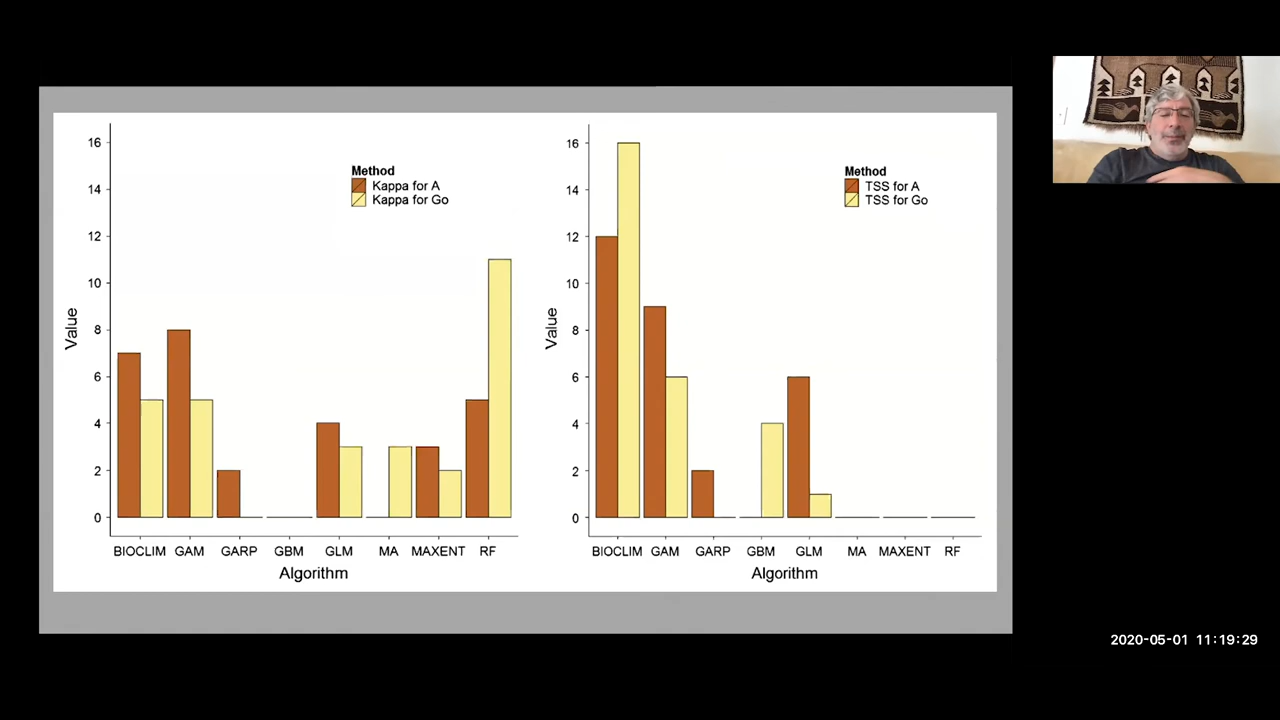 16
14
12
10
8
6
4
2
0
Value
Method
Kappa for A
Kappa for Go
BIOCLIM GAM GARP GBM GLM MA MAXENT RF
Algorithm
16
14
12
10
8
6
4
2
0
Value
Method
TSS for A
TSS for Go
BIOCLIM GAM GARP GBM GLM MA MAXENT RF
Algorithm
2020-05-01 11:19:29